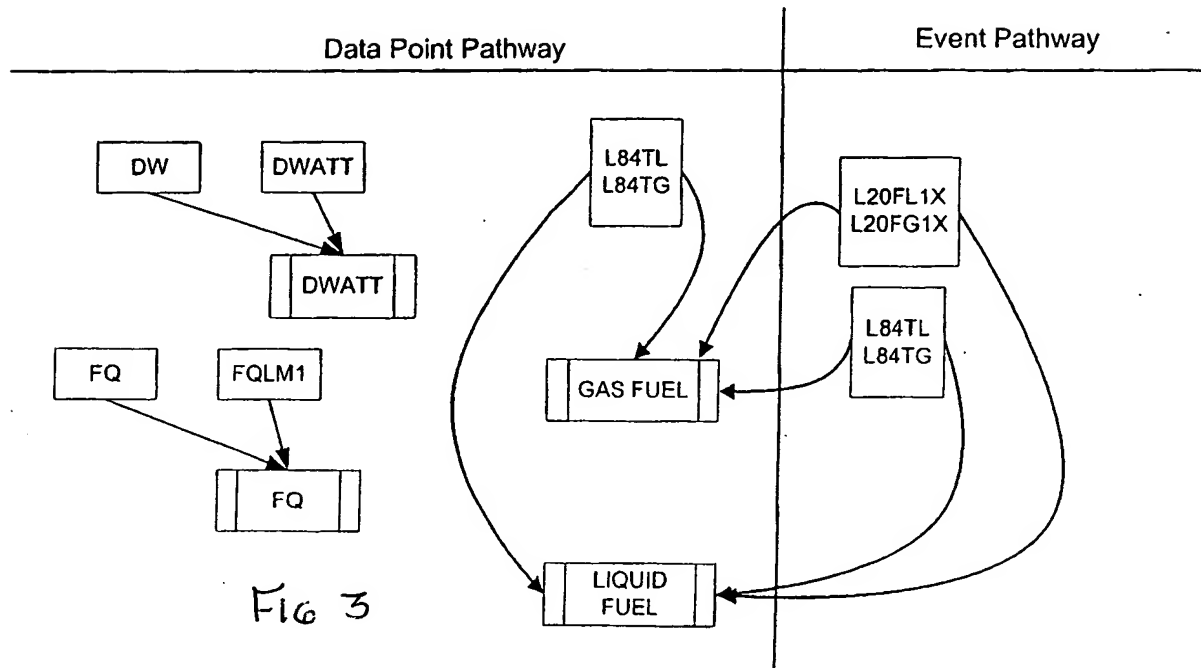 Data Point Pathway
Event Pathway
DW
DWATT
DWATT
L84TL
L84TG
L20FL1X
L20FG1X
L84TL
L84TG
FQ
FQLM1
FQ
GAS FUEL
LIQUID
FUEL
FIG 3